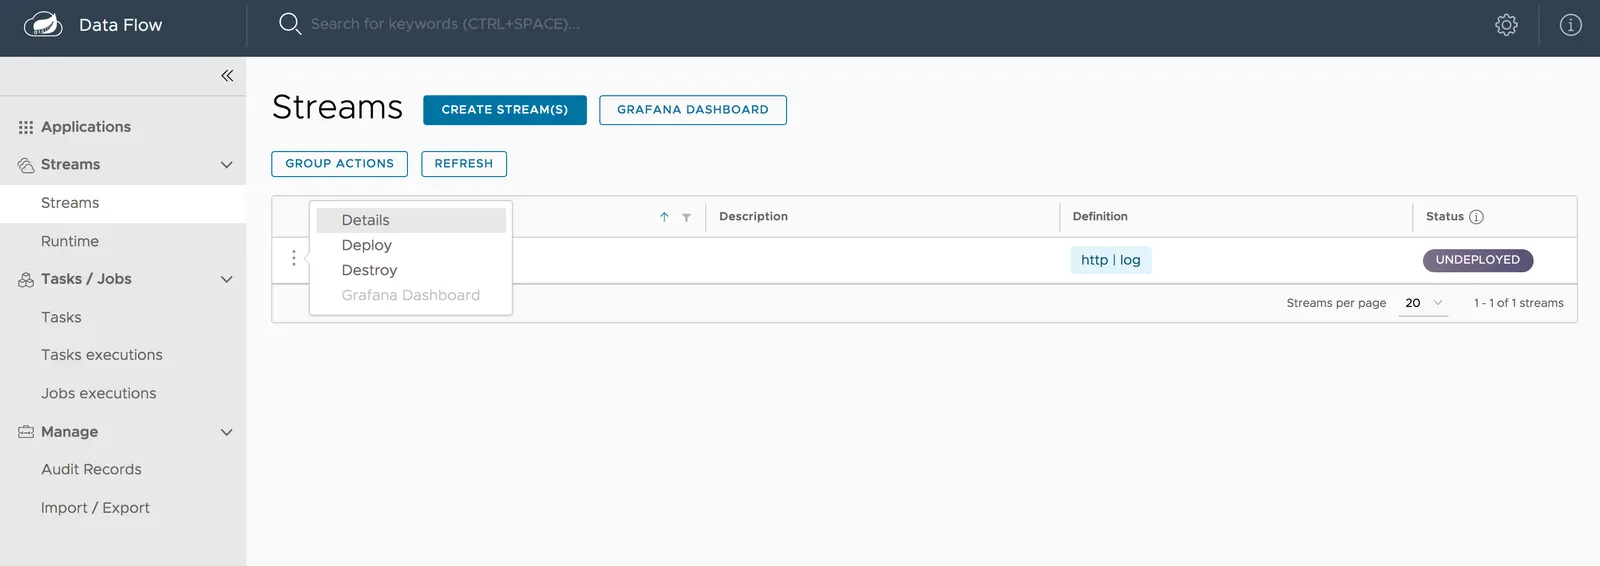 Data Flow
Search for keywords (CTRL+SPACE)...
Applications
Streams
Streams
Runtime
Tasks / Jobs
Tasks
Tasks executions
Jobs executions
Manage
Audit Records
Import / Export
Streams
CREATE STREAM(S)
GRAFANA DASHBOARD
GROUP ACTIONS
REFRESH
Description
Definition
Status
Details
Deploy
Destroy
Grafana Dashboard
http | log
UNDEPLOYED
Streams per page
20
1 - 1 of 1 streams